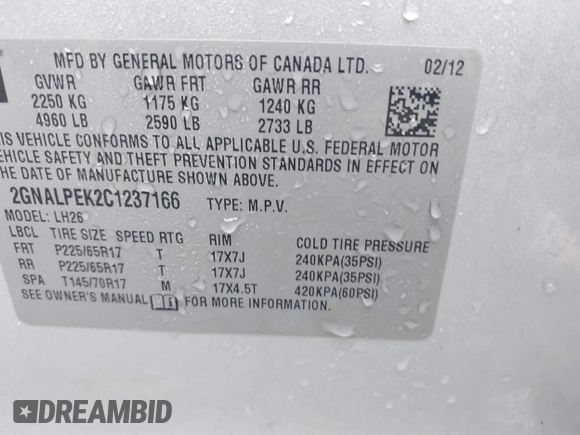 MFD BY GENERAL MOTORS OF CANADA LTD. 02/12
GVWR GAWR FRT GAWR RR
2250 KG 1175 KG 1240 KG
4960 LB 2590 LB 2733 LB
THIS VEHICLE CONFORMS TO ALL APPLICABLE U.S. FEDERAL MOTOR
VEHICLE SAFETY AND THEFT PREVENTION STANDARDS IN EFFECT ON
THE DATE OF MANUFACTURE SHOWN ABOVE.
2GNALPEK2C1237166 TYPE: M.P.V.
MODEL: LH26
LBCL TIRE SIZE SPEED RTG RIM COLD TIRE PRESSURE
FRT P225/65R17 T 17X7J 240KPA(35PSI)
RR P225/65R17 T 17X7J 240KPA(35PSI)
SPA T145/70R17 M 17X4.5T 420KPA(60PSI)
SEE OWNER'S MANUAL FOR MORE INFORMATION
DREAMBID